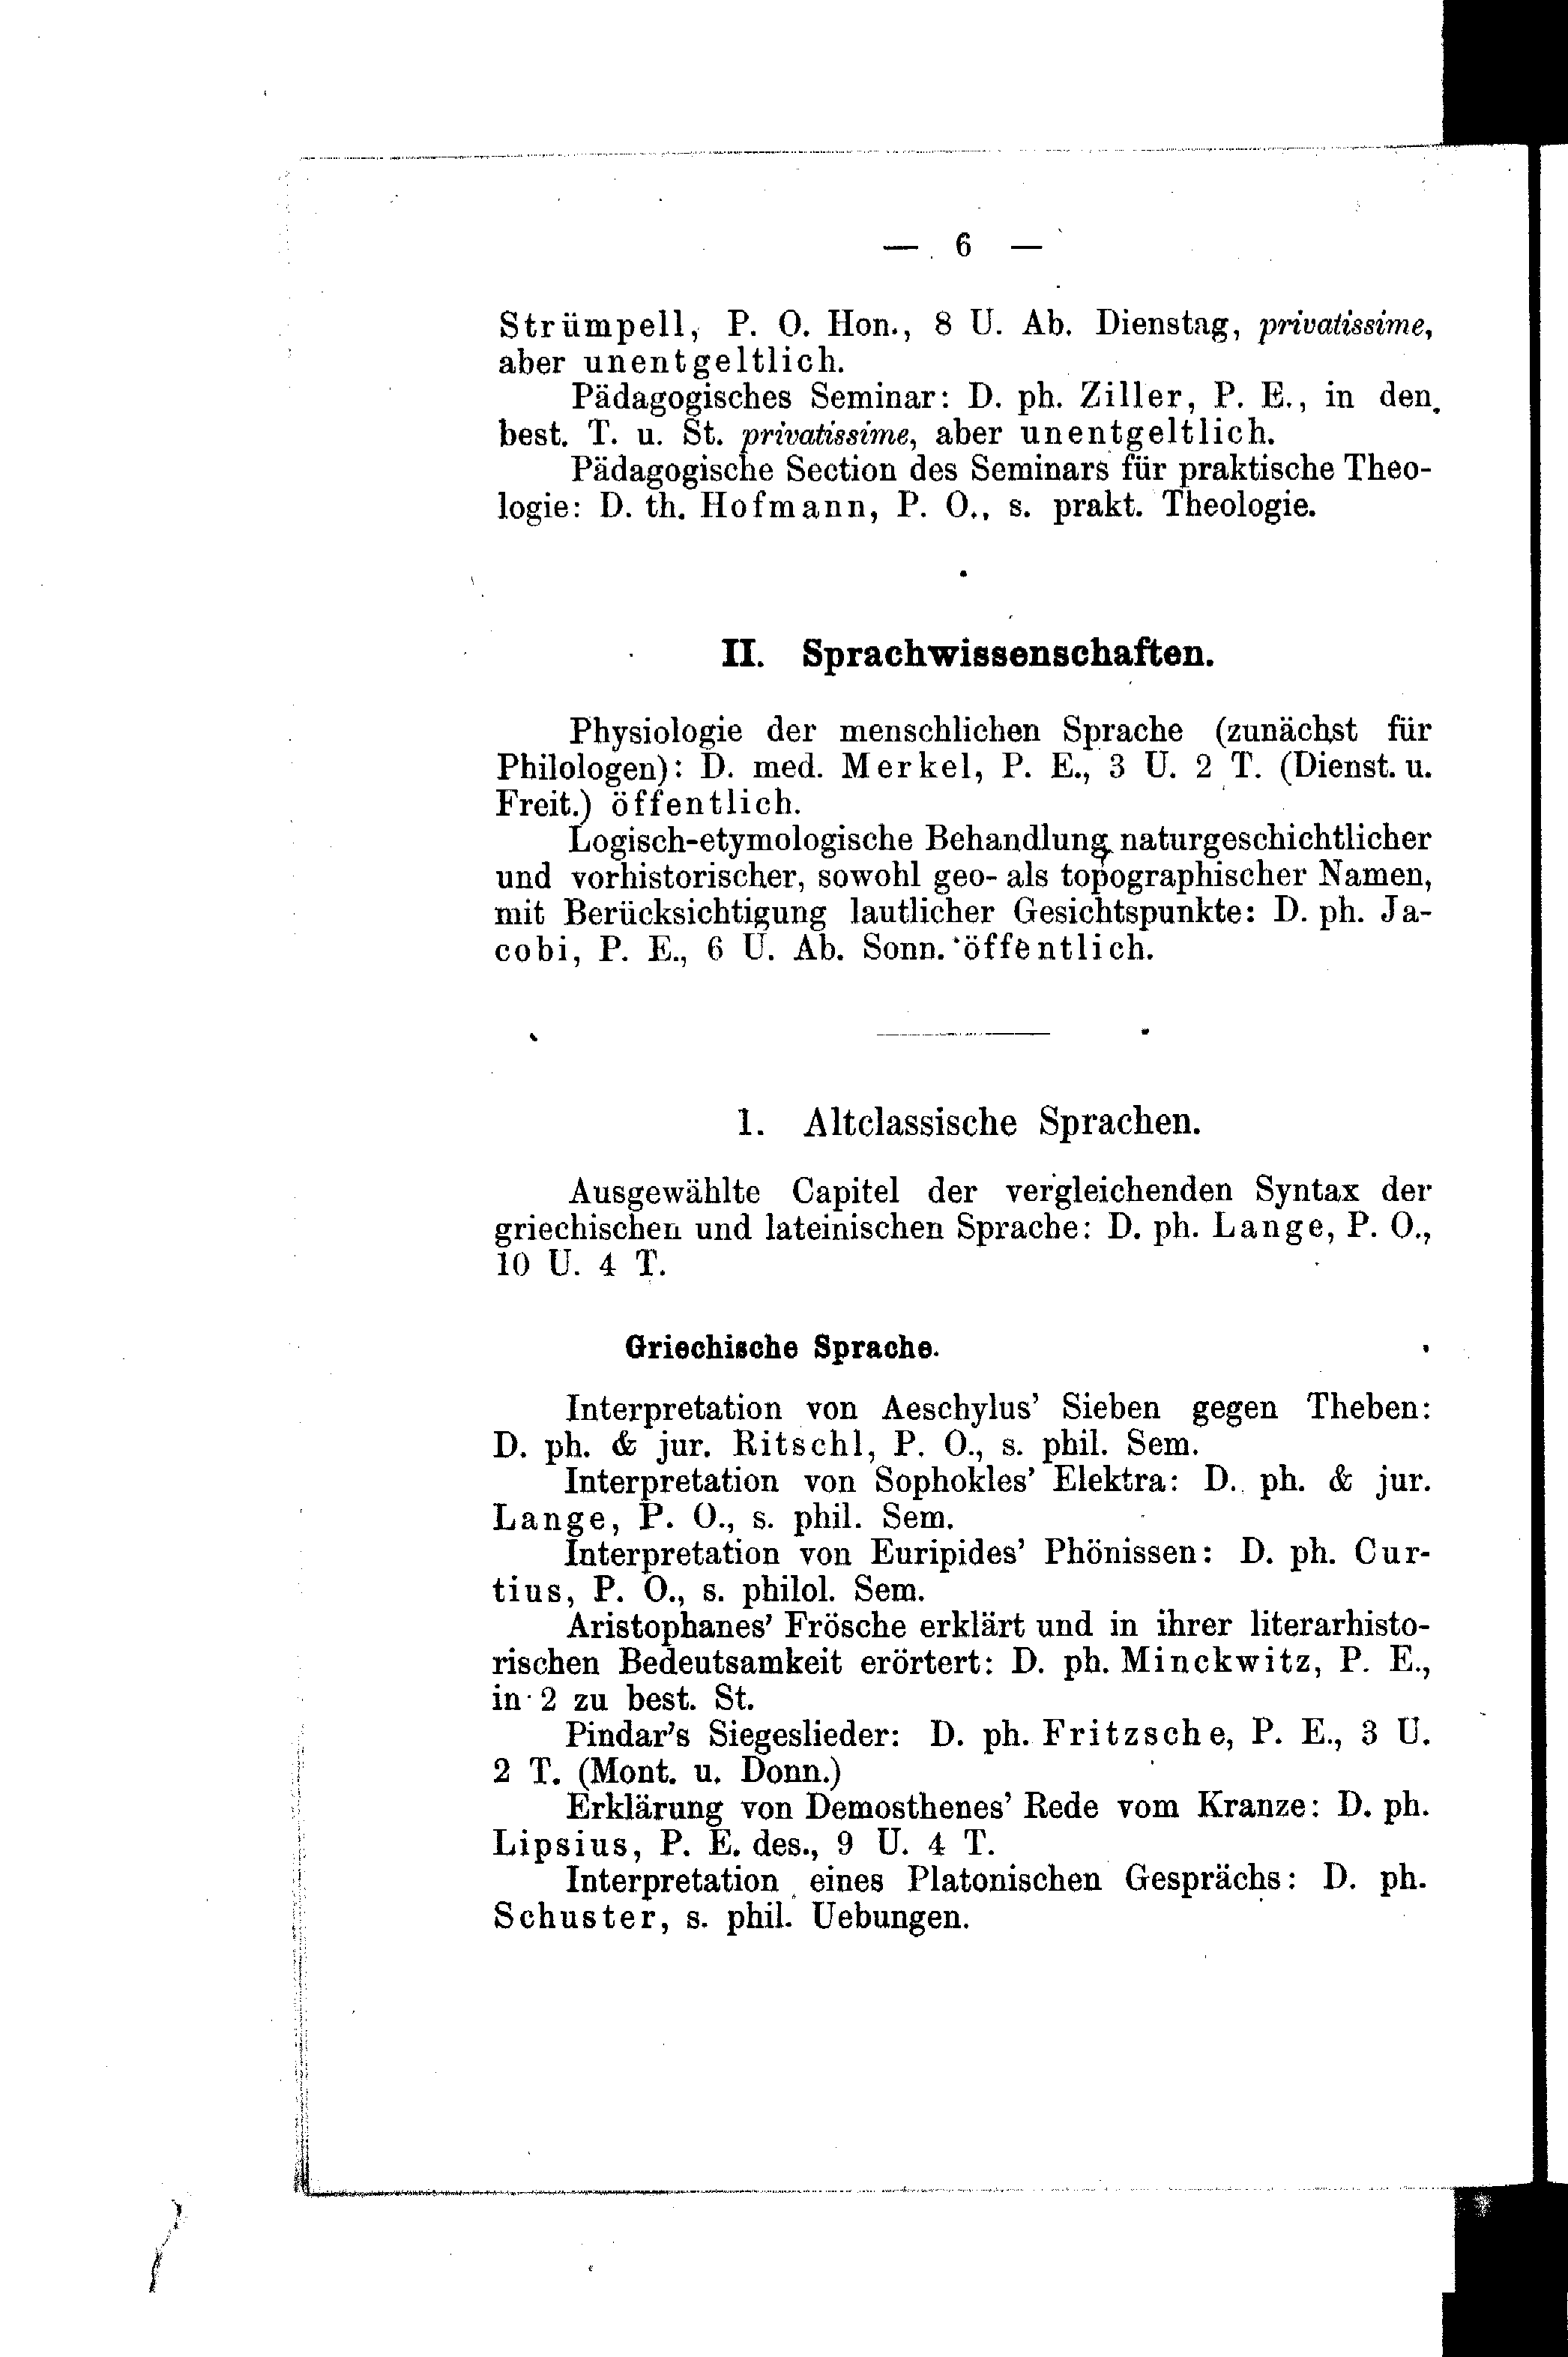 — 6 —
Strümpell, P. O. Hon., 8 U. Ab. Dienstag, privatissime,
aber unentgeltlich.
Pädagogisches Seminar: D. ph. Ziller, P. E., in den
best. T. u. St. privatissime, aber unentgeltlich.
Pädagogische Section des Seminars für praktische Theo-
logie: D. th. Hofmann, P. O., s. prakt. Theologie.
II. Sprachwissenschaften.
Physiologie der menschlichen Sprache (zunächst für
Philologen): D. med. Merkel, P. E., 3 U. 2 T. (Dienst. u.
Freit.) öffentlich.
Logisch-etymologische Behandlung naturgeschichtlicher
und vorhistorischer, sowohl geo- als topographischer Namen,
mit Berücksichtigung lautlicher Gesichtspunkte: D. ph. Ja-
cobi, P. E., 6 U. Ab. Sonn. öffentlich.
1. Altclassische Sprachen.
Ausgewählte Capitel der vergleichenden Syntax der
griechischen und lateinischen Sprache: D. ph. Lange, P. O.,
10 U. 4 T.
Griechische Sprache.
Interpretation von Aeschylus’ Sieben gegen Theben:
D. ph. & jur. Ritschl, P. O., s. phil. Sem.
Interpretation von Sophokles’ Elektra: D. ph. & jur.
Lange, P. O., s. phil. Sem.
Interpretation von Euripides’ Phönissen: D. ph. Cur-
tius, P. O., s. philol. Sem.
Aristophanes’ Frösche erklärt und in ihrer literarhisto-
rischen Bedeutsamkeit erörtert: D. ph. Minckwitz, P. E.,
in 2 zu best. St.
Pindar’s Siegeslieder: D. ph. Fritzsche, P. E., 3 U.
2 T. (Mont. u. Donn.)
Erklärung von Demosthenes’ Rede vom Kranze: D. ph.
Lipsius, P. E. des., 9 U. 4 T.
Interpretation eines Platonischen Gesprächs: D. ph.
Schuster, s. phil. Uebungen.